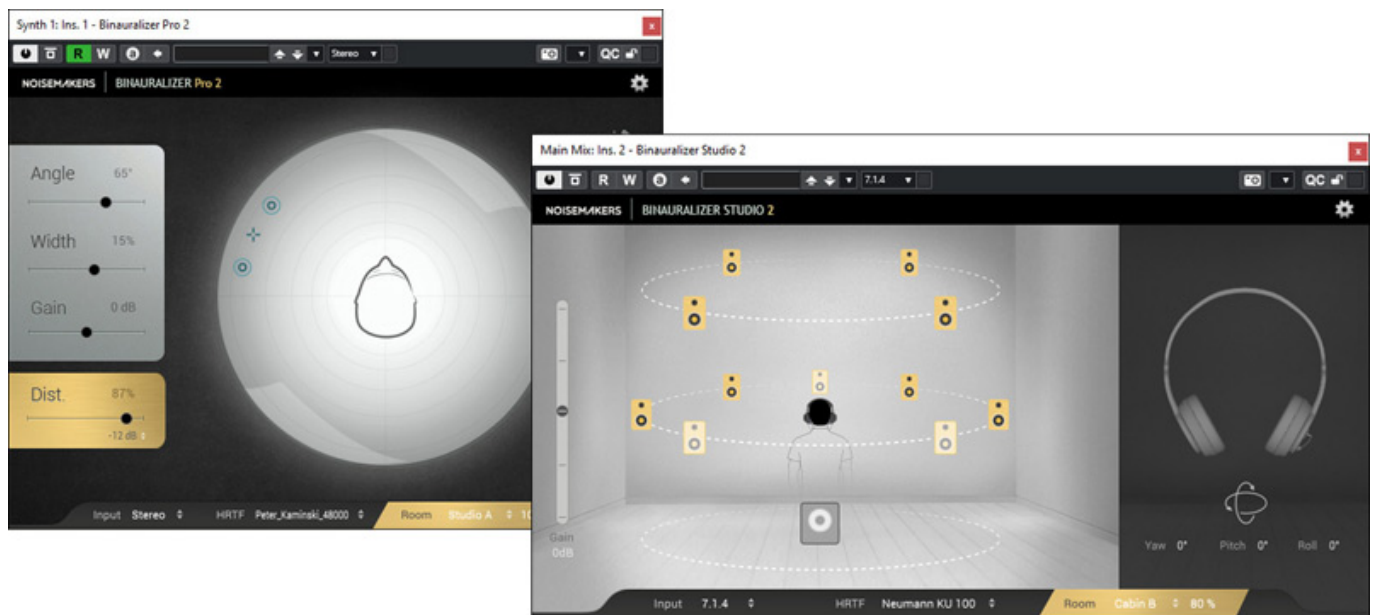 Synth 1: Ins. 1 - Binauralizer Pro 2
x
R W a Stereo QC
NOISEMAKERS BINAURALIZER Pro 2
Angle 65°
Width 15%
Gain 0 dB
Dist. 87%
-12 dB
Input Stereo HRTF Peter_Kaminski_48000 Room Studio A
Main Mix: Ins. 2 - Binauralizer Studio 2
x
R W a 7.1.4 QC
NOISEMAKERS BINAURALIZER STUDIO 2
Gain
0dB
Yaw 0° Pitch 0° Roll 0°
Input 7.1.4 HRTF Neumann KU 100 Room Cabin B 80 %